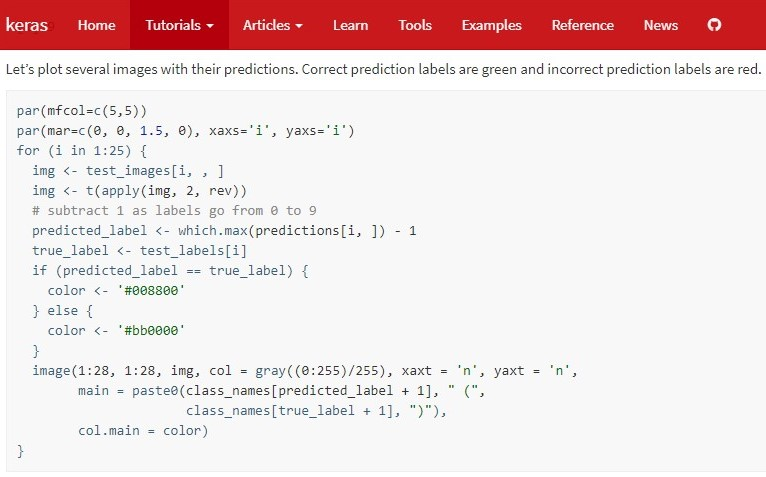 keras Home Tutorials Articles Learn Tools Examples Reference News
Let's plot several images with their predictions. Correct prediction labels are green and incorrect prediction labels are red.
par(mfcol=c(5,5))
par(mar=c(0, 0, 1.5, 0), xaxs='i', yaxs='i')
for (i in 1:25) {
  img <- test_images[i, , ]
  img <- t(apply(img, 2, rev))
  # subtract 1 as labels go from 0 to 9
  predicted_label <- which.max(predictions[i, ]) - 1
  true_label <- test_labels[i]
  if (predicted_label == true_label) {
    color <- '#008800'
  } else {
    color <- '#bb0000'
  }
  image(1:28, 1:28, img, col = gray((0:255)/255), xaxt = 'n', yaxt = 'n',
        main = paste0(class_names[predicted_label + 1], " (",
                      class_names[true_label + 1], ")"),
        col.main = color)
}